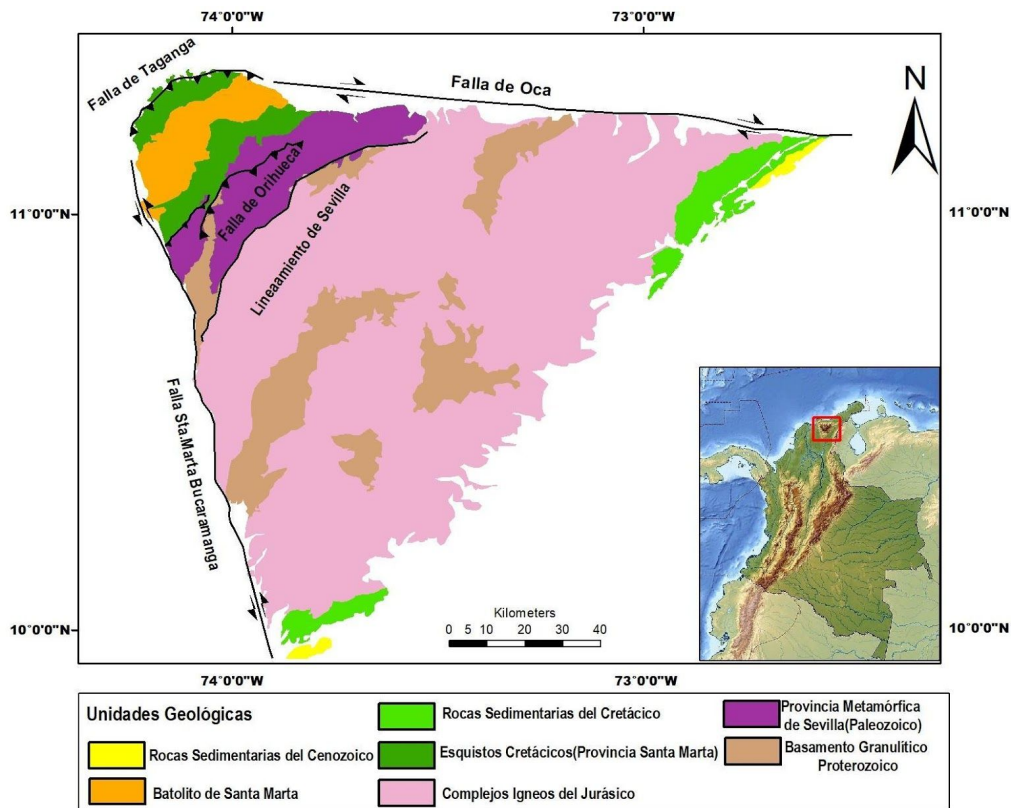 74°0'0"W
73°0'0"W
Falla de Taganga
Falla de Oca
N
11°0'0"N
11°0'0"N
Falla de Orihueca
Lineaamiento de Sevilla
Falla Sta.Marta Bucaramanga
Kilometers
0 5 10 20 30 40
10°0'0"N
10°0'0"N
74°0'0"W
73°0'0"W
Unidades Geológicas
Rocas Sedimentarias del Cenozoico
Batolito de Santa Marta
Rocas Sedimentarias del Cretácico
Esquistos Cretácicos(Provincia Santa Marta)
Complejos Igneos del Jurásico
Provincia Metamórfica
de Sevilla(Paleozoico)
Basamento Granulítico
Proterozoico